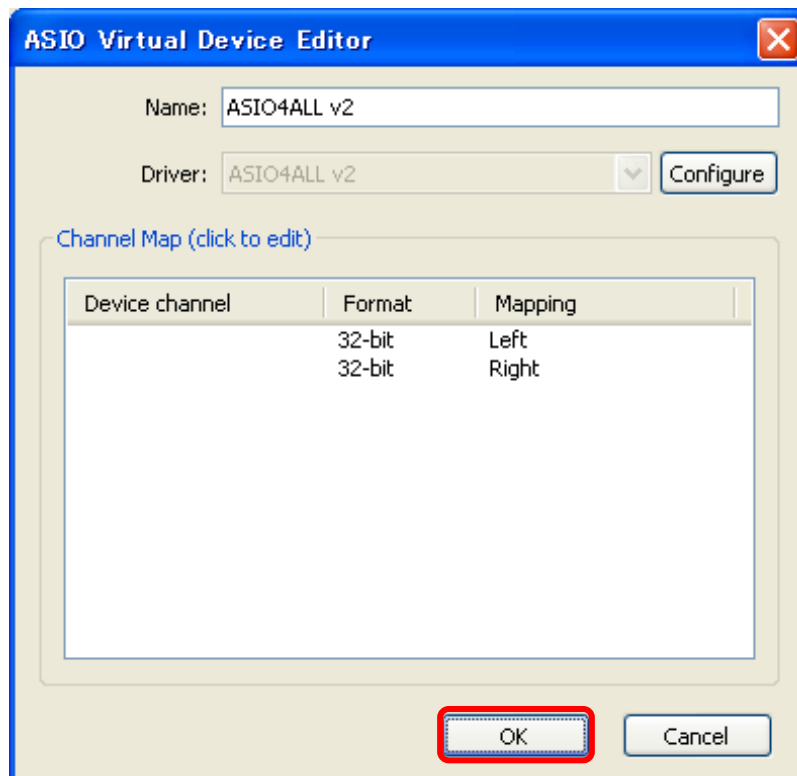 ASIO Virtual Device Editor
Name: ASIO4ALL v2
Driver: ASIO4ALL v2 Configure
Channel Map (click to edit)
Device channel Format Mapping
32-bit Left
32-bit Right
OK Cancel